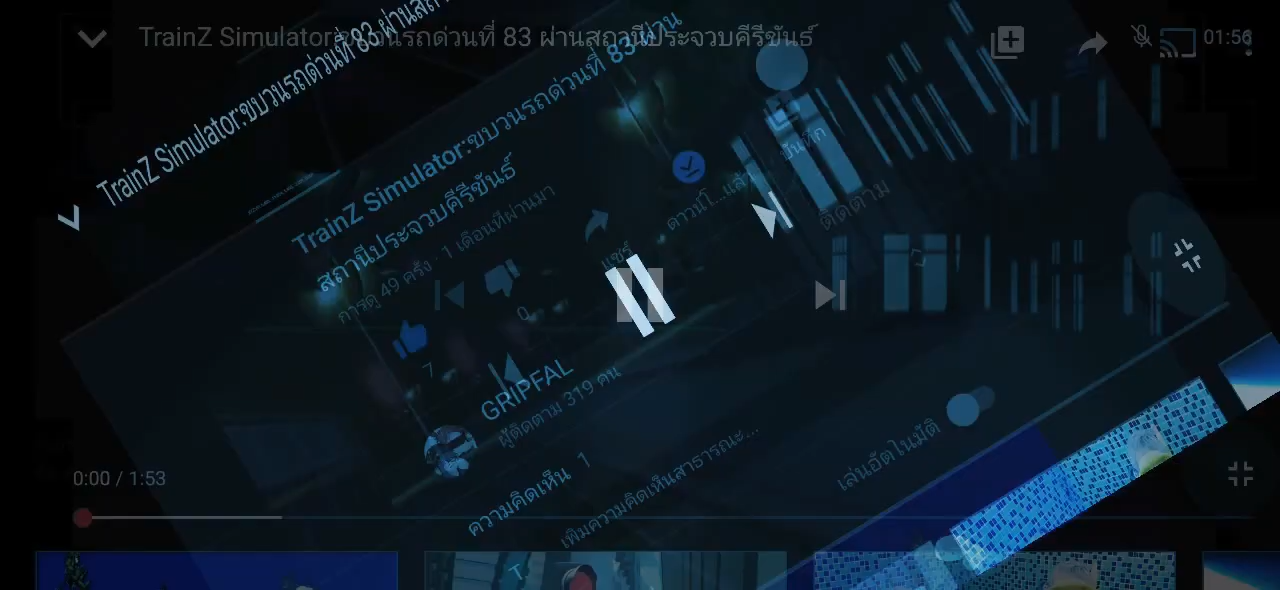 TrainZ Simulator:ขบวนรถด่วนที่ 83 ผ่านสถานีประจวบคีรีขันธ์
01:56
TrainZ Simulator:ขบวนรถด่วนที่ 83 ผ่านส
TrainZ Simulator:ขบวนรถด่วนที่ 83 ผ่าน
สถานีประจวบคีรีขันธ์
การดู 49 ครั้ง · 1 เดือนที่ผ่านมา
7
0
แชร์
ดาวน์โ...แล้ว
บันทึก
GRIPFAL
ผู้ติดตาม 319 คน
ติดตาม
ความคิดเห็น 1
เพิ่มความคิดเห็นสาธารณะ...
เล่นอัตโนมัติ
0:00 / 1:53